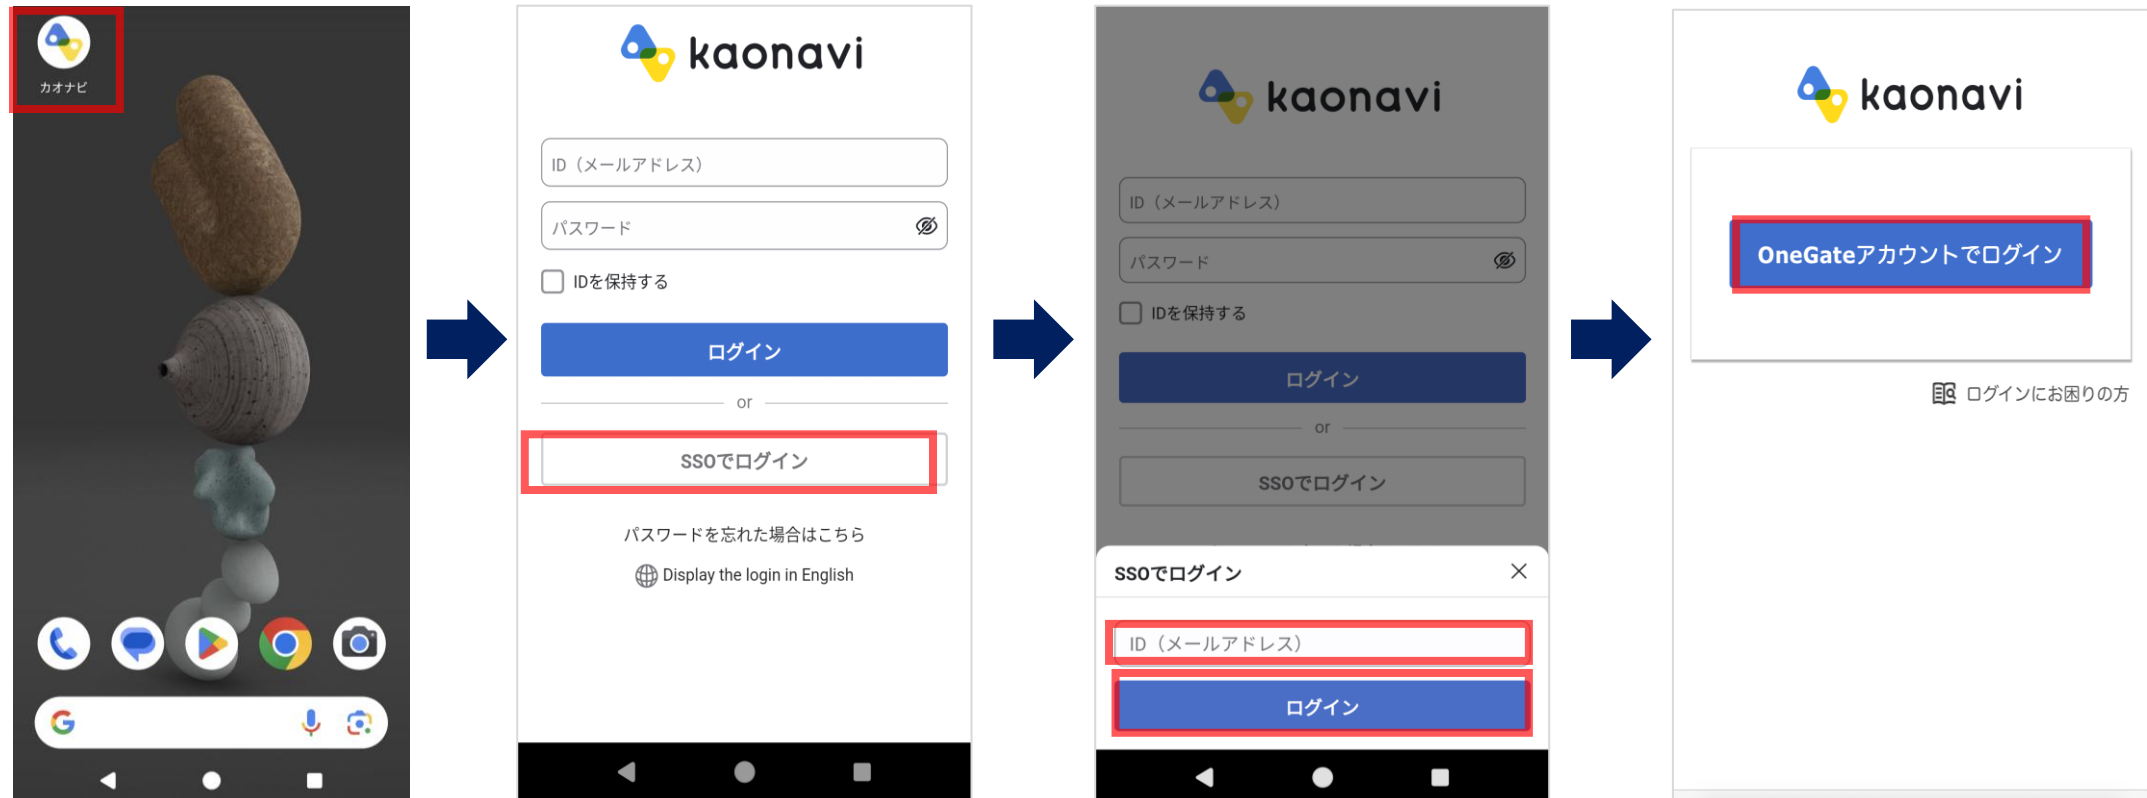 カオナビ
kaonavi
ID（メールアドレス）
パスワード
IDを保持する
ログイン
or
SSOでログイン
パスワードを忘れた場合はこちら
Display the login in English
kaonavi
ID（メールアドレス）
パスワード
IDを保持する
ログイン
or
SSOでログイン
SSOでログイン
ID（メールアドレス）
ログイン
kaonavi
OneGateアカウントでログイン
ログインにお困りの方